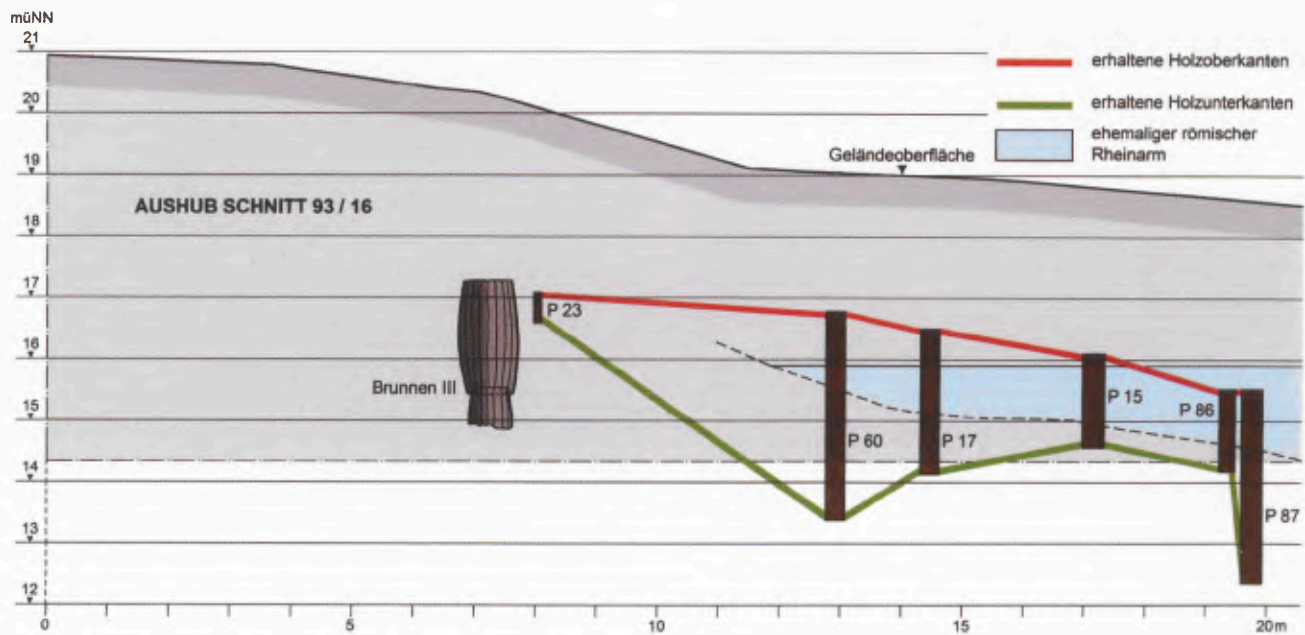 müNN
21
20
19
18
17
16
15
14
13
12
erhaltene Holzoberkanten
erhaltene Holzunterkanten
ehemaliger römischer
Rheinarm
Geländeoberfläche
AUSHUB SCHNITT 93 / 16
Brunnen III
P 23
P 60
P 17
P 15
P 86
P 87
0 5 10 15 20 m